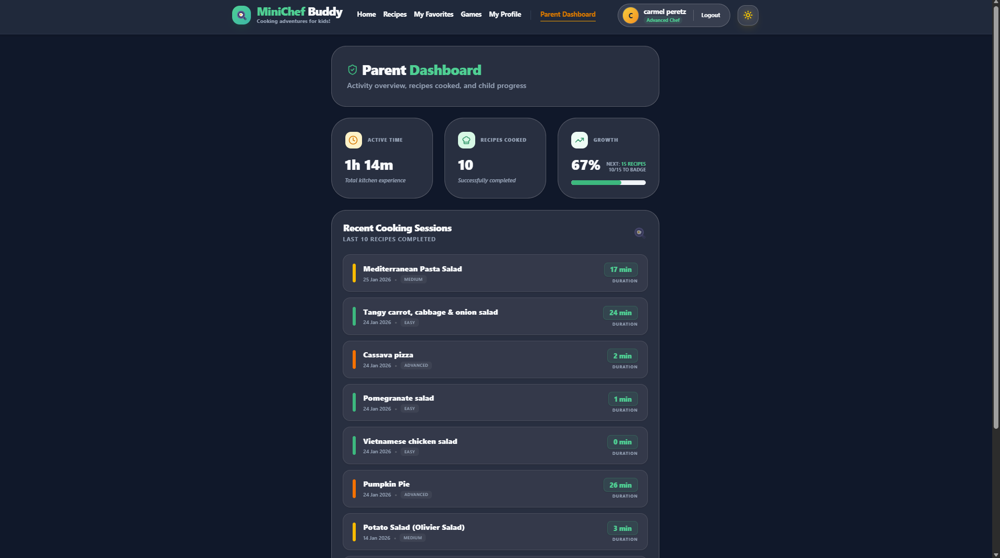 MiniChef Buddy
Cooking adventures for kids!
Home Recipes My Favorites Games My Profile Parent Dashboard
C carmel peretz
Advanced Chef
Logout
Parent Dashboard
Activity overview, recipes cooked, and child progress
ACTIVE TIME
1h 14m
Total kitchen experience
RECIPES COOKED
10
Successfully completed
GROWTH
67%
NEXT: 15 RECIPES
10/15 TO BADGE
Recent Cooking Sessions
LAST 10 RECIPES COMPLETED
Mediterranean Pasta Salad
25 Jan 2026 • MEDIUM
17 min
DURATION
Tangy carrot, cabbage & onion salad
24 Jan 2026 • EASY
24 min
DURATION
Cassava pizza
24 Jan 2026 • ADVANCED
2 min
DURATION
Pomegranate salad
24 Jan 2026 • EASY
1 min
DURATION
Vietnamese chicken salad
24 Jan 2026 • EASY
0 min
DURATION
Pumpkin Pie
24 Jan 2026 • ADVANCED
26 min
DURATION
Potato Salad (Olivier Salad)
14 Jan 2026 • MEDIUM
3 min
DURATION